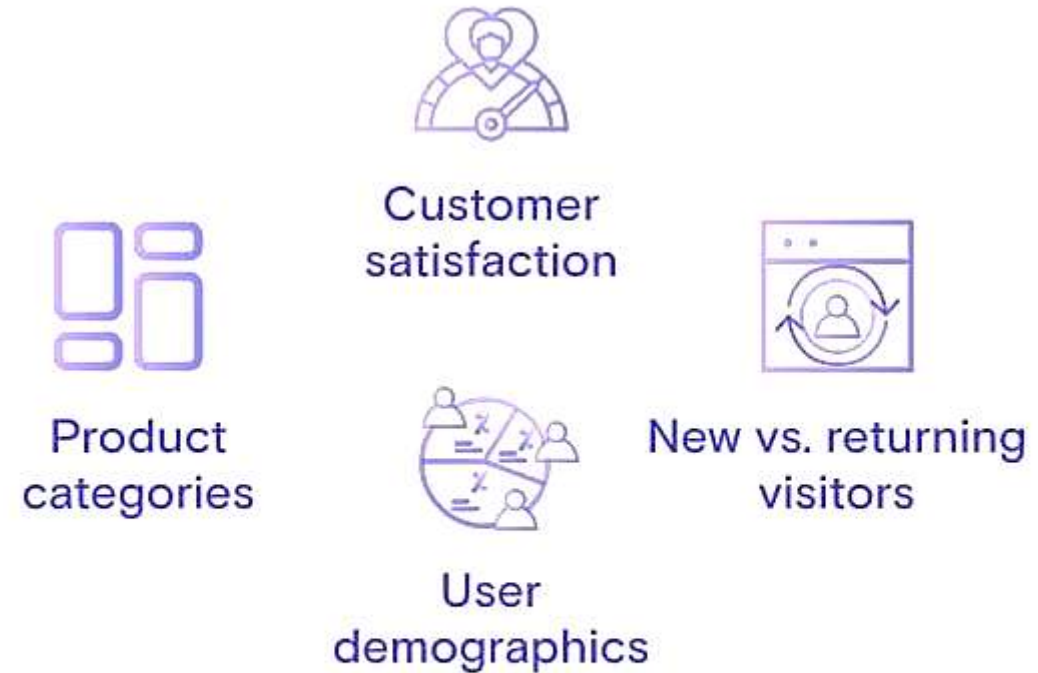 Customer
satisfaction
Product
categories
New vs. returning
visitors
User
demographics